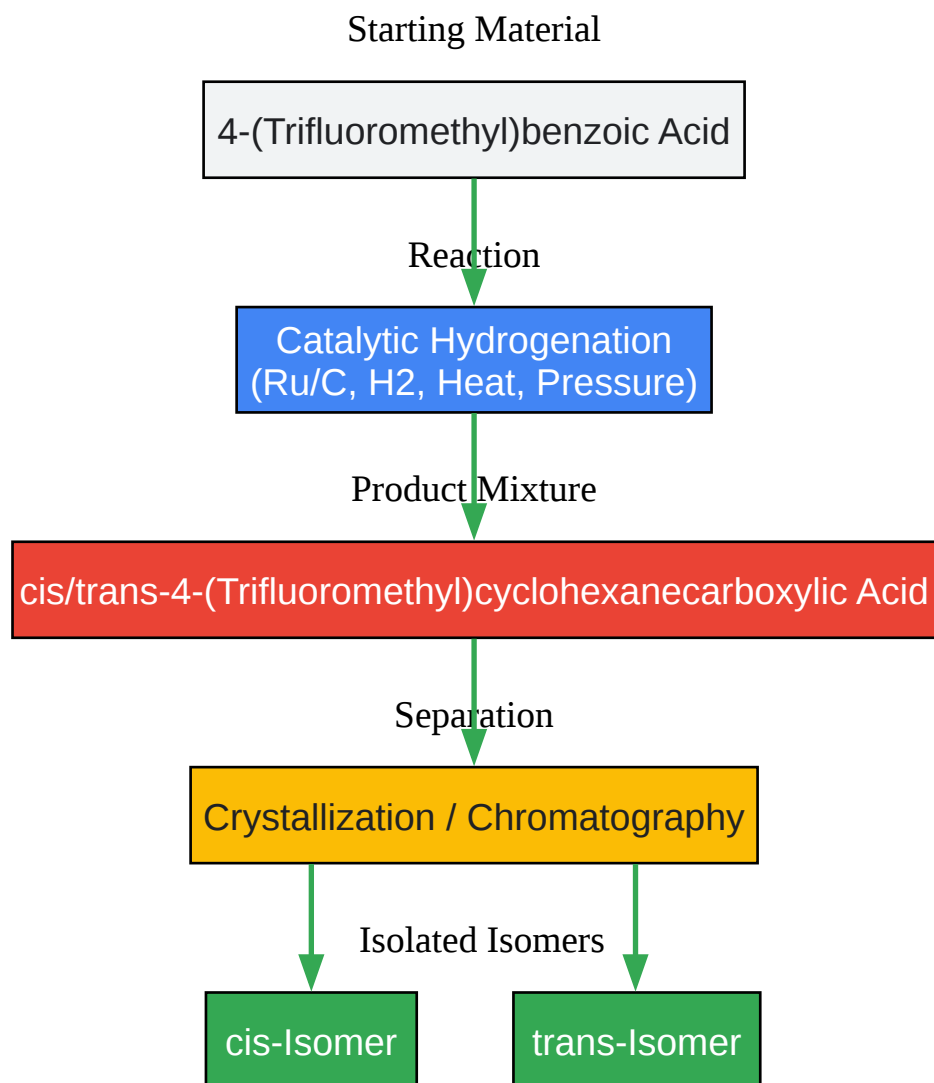 Starting Material
4-(Trifluoromethyl)benzoic Acid
Reaction
Catalytic Hydrogenation
(Ru/C, H2, Heat, Pressure)
Product Mixture
cis/trans-4-(Trifluoromethyl)cyclohexanecarboxylic Acid
Separation
Crystallization / Chromatography
Isolated Isomers
cis-Isomer
trans-Isomer